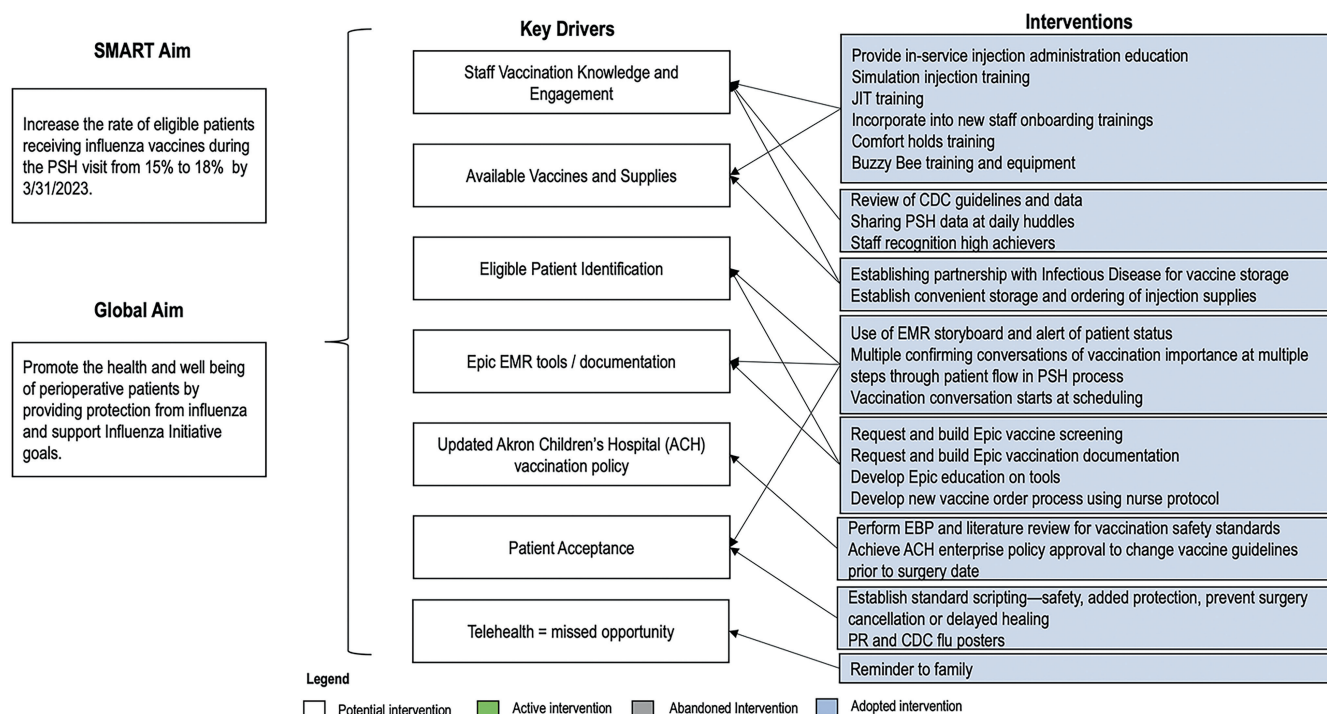 SMART Aim
Increase the rate of eligible patients
receiving influenza vaccines during
the PSH visit from 15% to 18% by
3/31/2023.
Global Aim
Promote the health and well being
of perioperative patients by
providing protection from influenza
and support Influenza Initiative
goals.
Key Drivers
Staff Vaccination Knowledge and
Engagement
Available Vaccines and Supplies
Eligible Patient Identification
Epic EMR tools / documentation
Updated Akron Children's Hospital (ACH)
vaccination policy
Patient Acceptance
Telehealth = missed opportunity
Interventions
Provide in-service injection administration education
Simulation injection training
JIT training
Incorporate into new staff onboarding trainings
Comfort holds training
Buzzy Bee training and equipment
Review of CDC guidelines and data
Sharing PSH data at daily huddles
Staff recognition high achievers
Establishing partnership with Infectious Disease for vaccine storage
Establish convenient storage and ordering of injection supplies
Use of EMR storyboard and alert of patient status
Multiple confirming conversations of vaccination importance at multiple
steps through patient flow in PSH process
Vaccination conversation starts at scheduling
Request and build Epic vaccine screening
Request and build Epic vaccination documentation
Develop Epic education on tools
Develop new vaccine order process using nurse protocol
Perform EBP and literature review for vaccination safety standards
Achieve ACH enterprise policy approval to change vaccine guidelines
prior to surgery date
Establish standard scripting—safety, added protection, prevent surgery
cancellation or delayed healing
PR and CDC flu posters
Reminder to family
Legend
Potential intervention
Active intervention
Abandoned Intervention
Adopted intervention